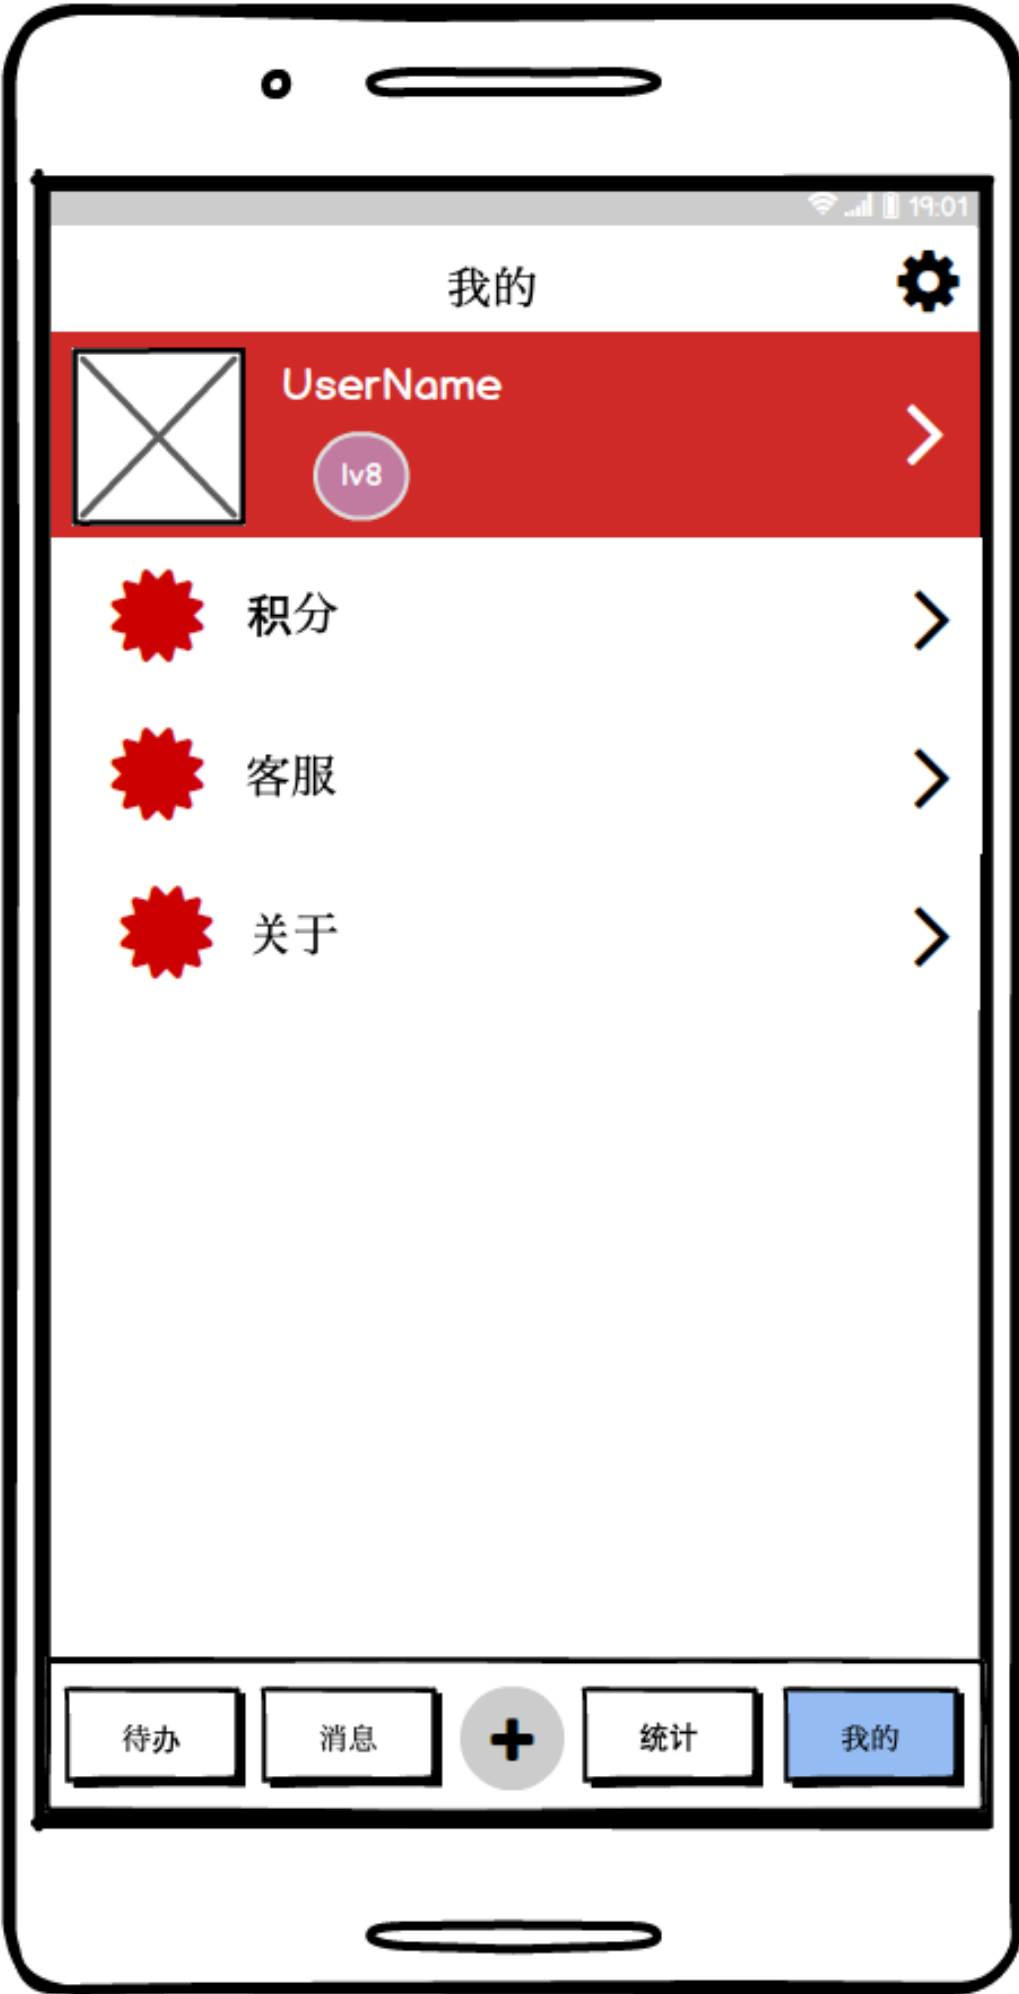 19:01
我的
UserName
lv8
积分
客服
关于
待办 消息 + 统计 我的